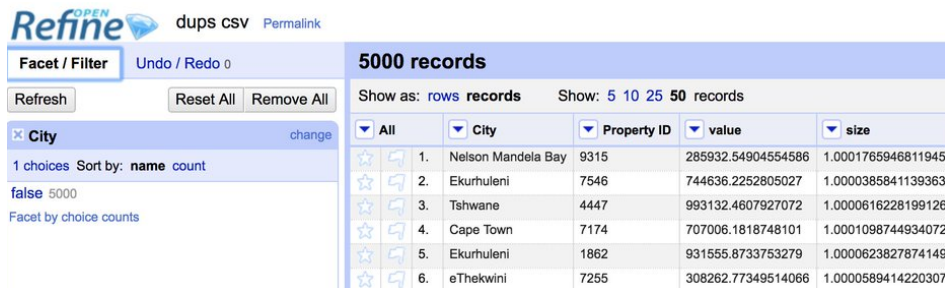 OPEN
Refine dups csv Permalink
Facet / Filter Undo / Redo 0
Refresh Reset All Remove All
City change
1 choices Sort by: name count
false 5000
Facet by choice counts
5000 records
Show as: rows records Show: 5 10 25 50 records
All City Property ID value size
1. Nelson Mandela Bay 9315 285932.54904554586 1.0001765946811945
2. Ekurhuleni 7546 744636.2252805027 1.0000385841139363
3. Tshwane 4447 993132.4607927072 1.0000616228199126
4. Cape Town 7174 707006.1818748101 1.0001098744934072
5. Ekurhuleni 1862 931555.8733753279 1.0000623827874149
6. eThekwini 7255 308262.77349514066 1.0000589414220307